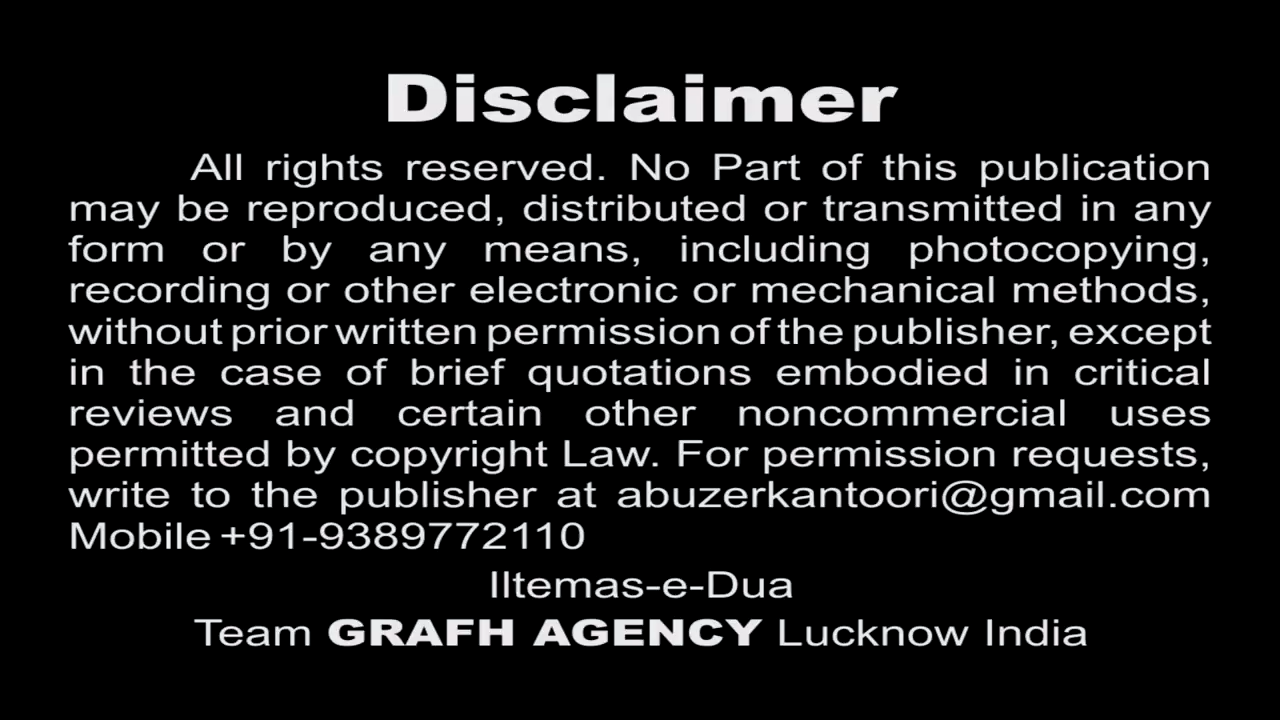 Disclaimer
All rights reserved. No Part of this publication
may be reproduced, distributed or transmitted in any
form or by any means, including photocopying,
recording or other electronic or mechanical methods,
without prior written permission of the publisher, except
in the case of brief quotations embodied in critical
reviews and certain other noncommercial uses
permitted by copyright Law. For permission requests,
write to the publisher at abuzerkantoori@gmail.com
Mobile +91-9389772110
IItemas-e-Dua
Team GRAFH AGENCY Lucknow India